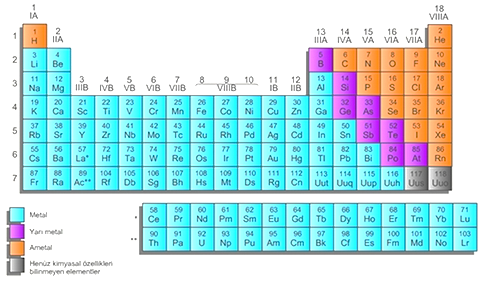 1 18
IA VIIIA
1 1 2 13 14 15 16 17 2
H IIA IIIA IVA VA VIA VIIA He
2 3 4 5 6 7 8 9 10
Li Be B C N O F Ne
3 11 12 3 4 5 6 7 8 9 10 11 12 13 14 15 16 17 18
Na Mg IIIB IVB VB VIB VIIB VIIIB IB IIB Al Si P S Cl Ar
4 19 20 21 22 23 24 25 26 27 28 29 30 31 32 33 34 35 36
K Ca Sc Ti V Cr Mn Fe Co Ni Cu Zn Ga Ge As Se Br Kr
5 37 38 39 40 41 42 43 44 45 46 47 48 49 50 51 52 53 54
Rb Sr Y Zr Nb Mo Tc Ru Rh Pd Ag Cd In Sn Sb Te I Xe
6 55 56 57 72 73 74 75 76 77 78 79 80 81 82 83 84 85 86
Cs Ba La* Hf Ta W Re Os Ir Pt Au Hg Tl Pb Bi Po At Rn
7 87 88 89 104 105 106 107 108 109 110 111 112 113 114 115 116 117 118
Fr Ra Ac** Rf Db Sg Bh Hs Mt Ds Rg Cn Uut Uuq Uup Uuh Uus Uuo
* 58 59 60 61 62 63 64 65 66 67 68 69 70 71
Ce Pr Nd Pm Sm Eu Gd Tb Dy Ho Er Tm Yb Lu
** 90 91 92 93 94 95 96 97 98 99 100 101 102 103
Th Pa U Np Pu Am Cm Bk Cf Es Fm Md No Lr
Metal
Yarı metal
Ametal
Henüz kimyasal özellikleri
bilinmeyen elementler